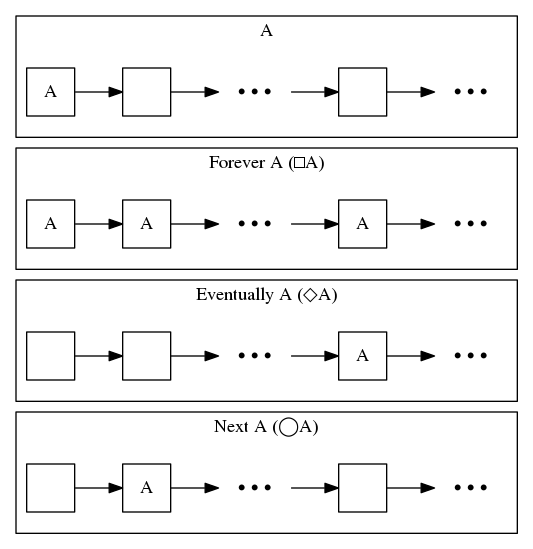 A
A
•••
•••
Forever A (□A)
A A
•••
A
•••
Eventually A (◇A)
•••
A
•••
Next A (◯A)
A
•••
•••